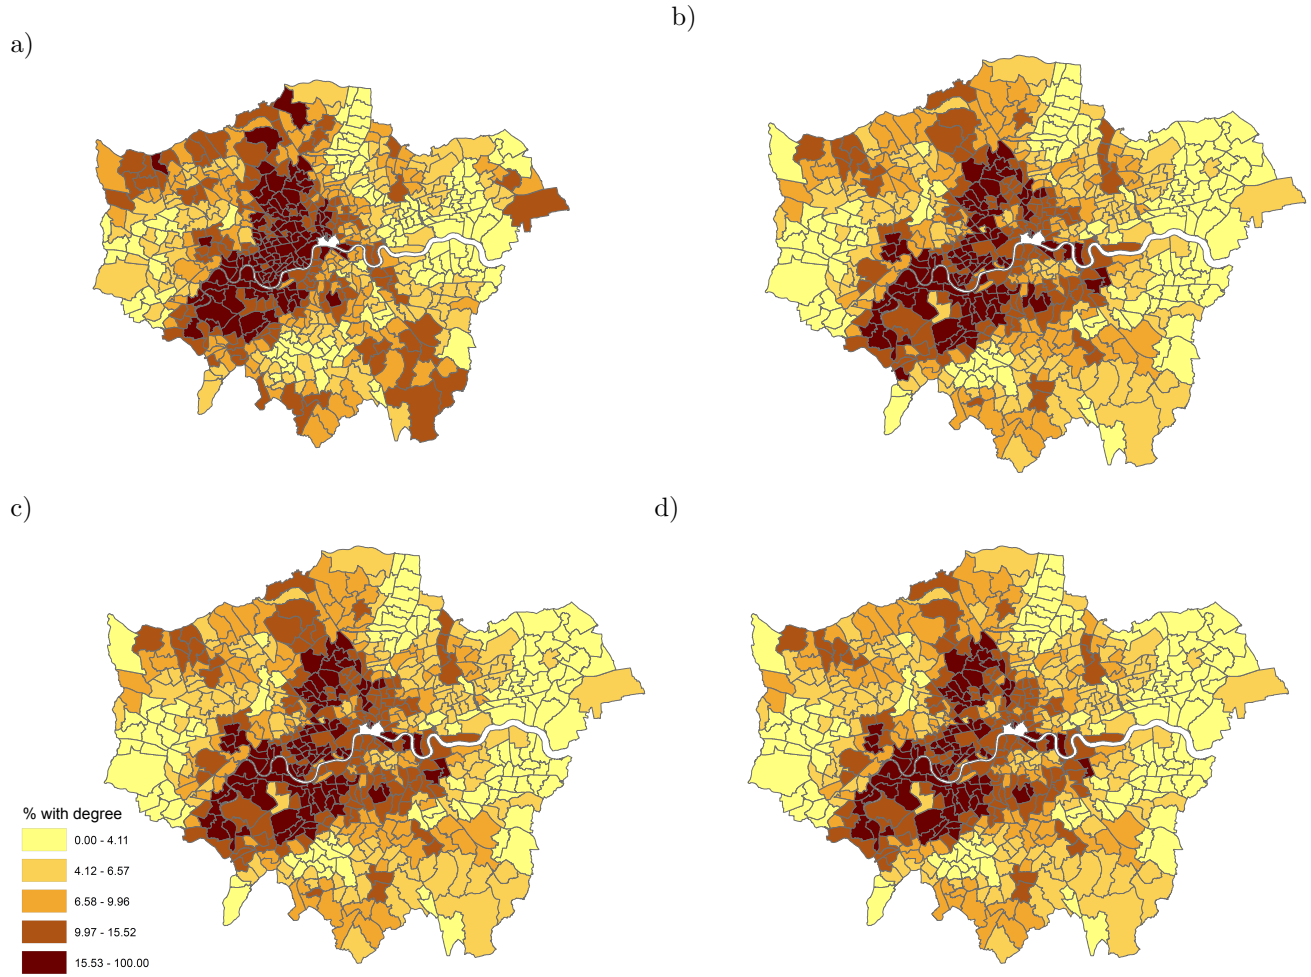 a)
b)
c)
d)
% with degree
0.00 - 4.11
4.12 - 6.57
6.58 - 9.96
9.97 - 15.52
15.53 - 100.00